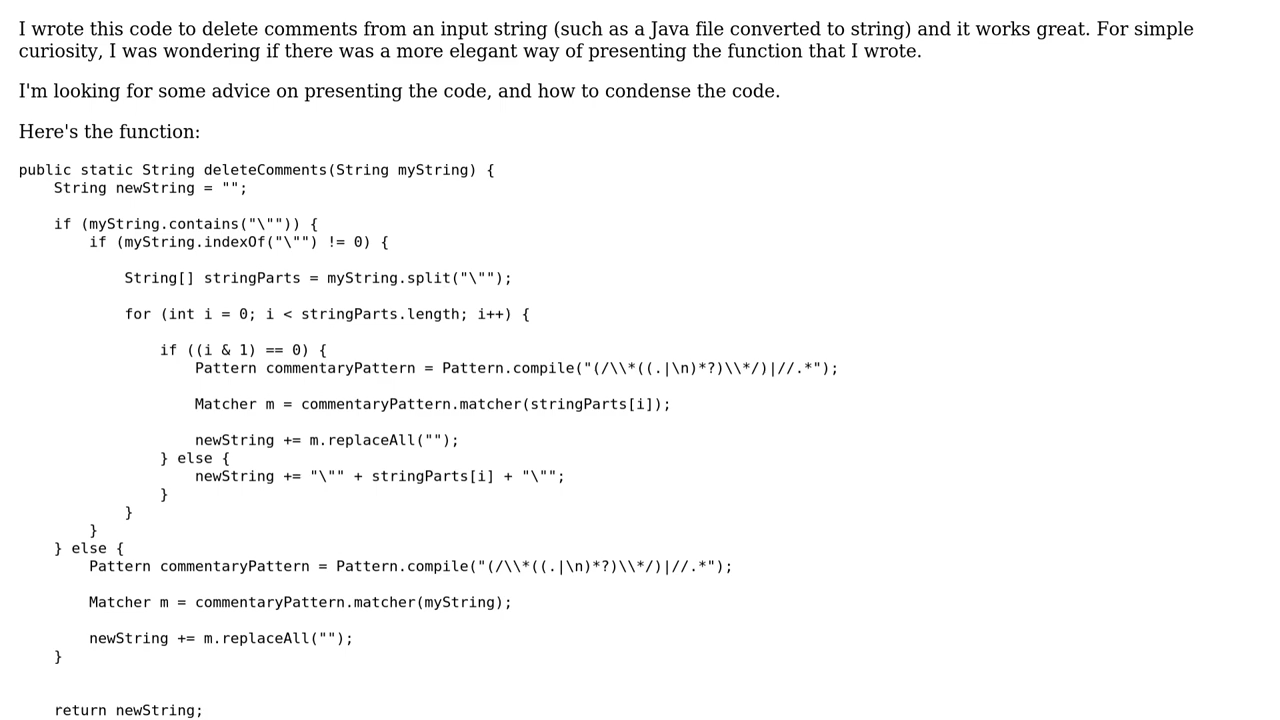 I wrote this code to delete comments from an input string (such as a Java file converted to string) and it works great. For simple
curiosity, I was wondering if there was a more elegant way of presenting the function that I wrote.
I'm looking for some advice on presenting the code, and how to condense the code.
Here's the function:
public static String deleteComments(String myString) {
    String newString = "";
    if (myString.contains("\"")) {
        if (myString.indexOf("\"") != 0) {
            String[] stringParts = myString.split("\"");
            for (int i = 0; i < stringParts.length; i++) {
                if ((i & 1) == 0) {
                    Pattern commentaryPattern = Pattern.compile("(/\\*((.|\n)*?)\\*/)|//.*");
                    Matcher m = commentaryPattern.matcher(stringParts[i]);
                    newString += m.replaceAll("");
                } else {
                    newString += "\"" + stringParts[i] + "\"";
                }
            }
        }
    } else {
        Pattern commentaryPattern = Pattern.compile("(/\\*((.|\n)*?)\\*/)|//.*");
        Matcher m = commentaryPattern.matcher(myString);
        newString += m.replaceAll("");
    }
    return newString;